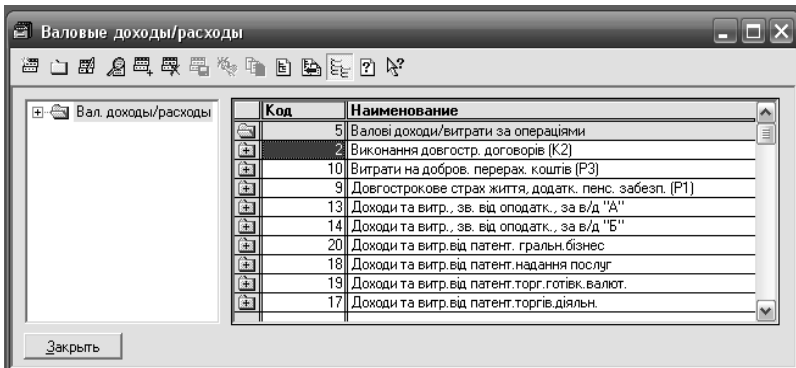 Валовые доходы/расходы
Вал. доходы/расходы
Код Наименование
5 Валові доходи/витрати за операціями
2 Виконання довгостр. договорів (К2)
10 Витрати на добров. перерах. коштів (Р3)
9 Довгострокове страх життя, додатк. пенс. забезп. (Р1)
13 Доходи та витр., зв. від оподатк., за в/д "А"
14 Доходи та витр., зв. від оподатк., за в/д "Б"
20 Доходи та витр.від патент. гральн.бізнес
18 Доходи та витр.від патент.надання послуг
19 Доходи та витр.від патент.торг.готівк.валют.
17 Доходи та витр.від патент.торгів.діяльн.
Закрыть